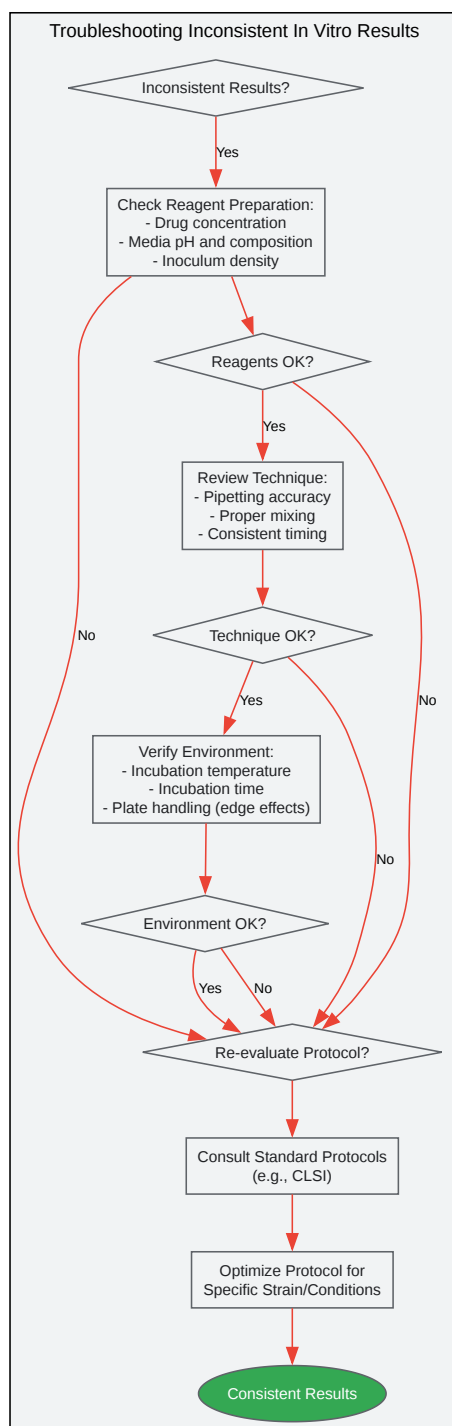 Troubleshooting Inconsistent In Vitro Results
Inconsistent Results?
Yes
Check Reagent Preparation:
- Drug concentration
- Media pH and composition
- Inoculum density
Reagents OK?
Yes
Review Technique:
- Pipetting accuracy
- Proper mixing
- Consistent timing
Technique OK?
No
Yes
No
Verify Environment:
- Incubation temperature
- Incubation time
- Plate handling (edge effects)
No
Environment OK?
Yes
No
Re-evaluate Protocol?
Consult Standard Protocols
(e.g., CLSI)
Optimize Protocol for
Specific Strain/Conditions
Consistent Results